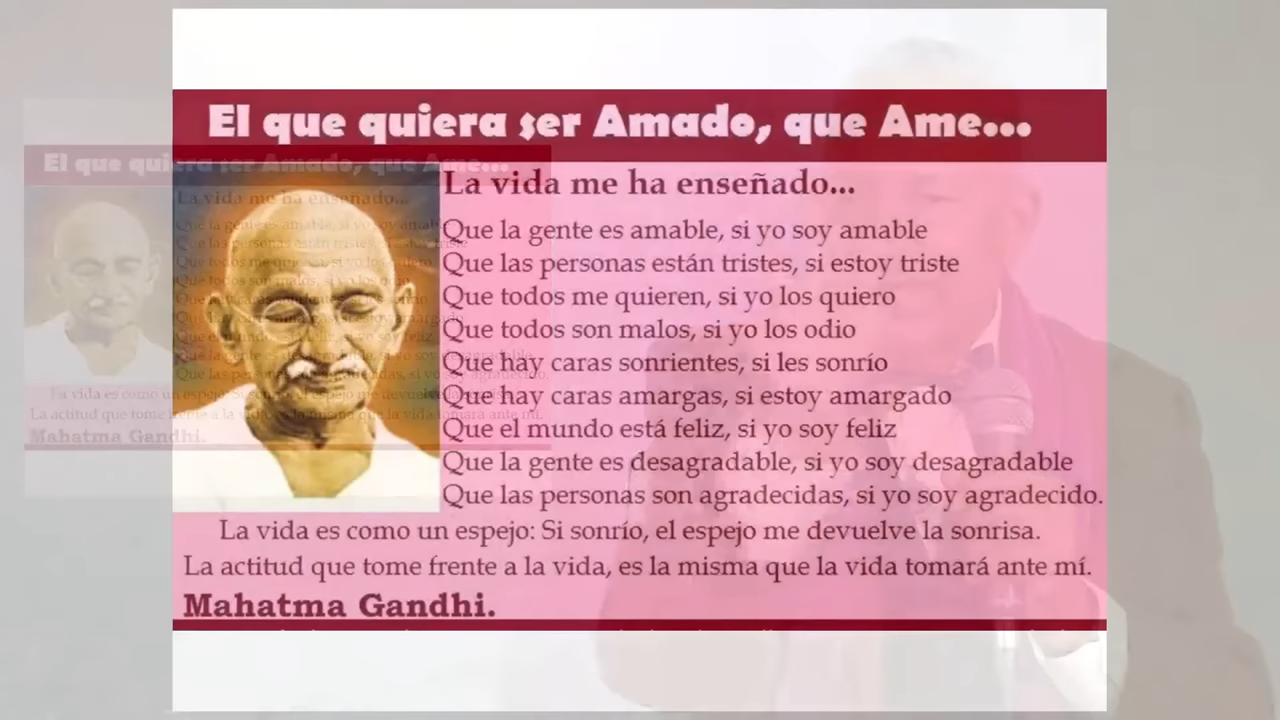 El que quiera ser Amado, que Ame...
La vida me ha enseñado...
Que la gente es amable, si yo soy amable
Que las personas están tristes, si estoy triste
Que todos me quieren, si yo los quiero
Que todos son malos, si yo los odio
Que hay caras sonrientes, si les sonrío
Que hay caras amargas, si estoy amargado
Que el mundo está feliz, si yo soy feliz
Que la gente es desagradable, si yo soy desagradable
Que las personas son agradecidas, si yo soy agradecido.
La vida es como un espejo: Si sonrío, el espejo me devuelve la sonrisa.
La actitud que tome frente a la vida, es la misma que la vida tomará ante mí.
Mahatma Gandhi.